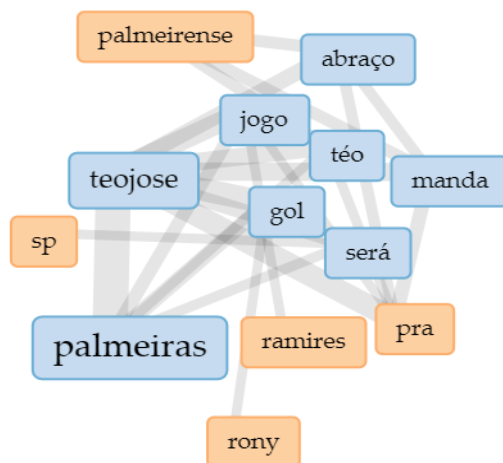 palmeirense
abraço
jogo
téo
teojose
manda
gol
sp
será
palmeiras
ramires
pra
rony